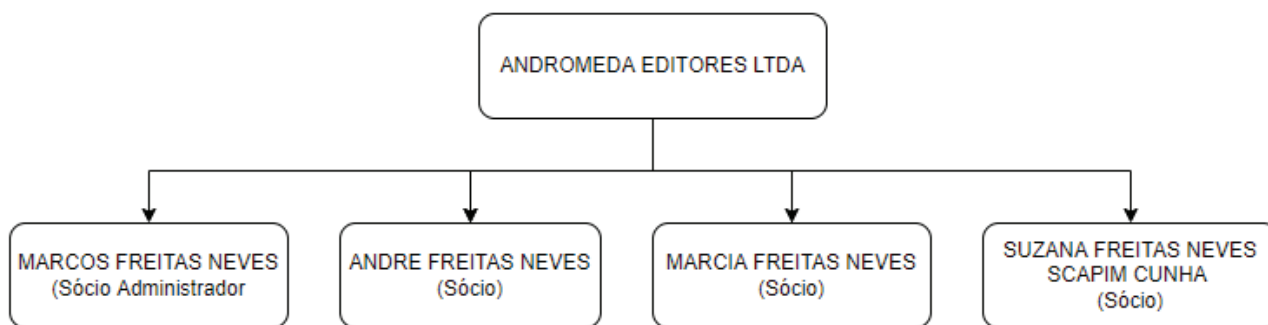 ANDROMEDA EDITORES LTDA
MARCOS FREITAS NEVES
(Sócio Administrador
ANDRE FREITAS NEVES
(Sócio)
MARCIA FREITAS NEVES
(Sócio)
SUZANA FREITAS NEVES
SCAPIM CUNHA
(Sócio)